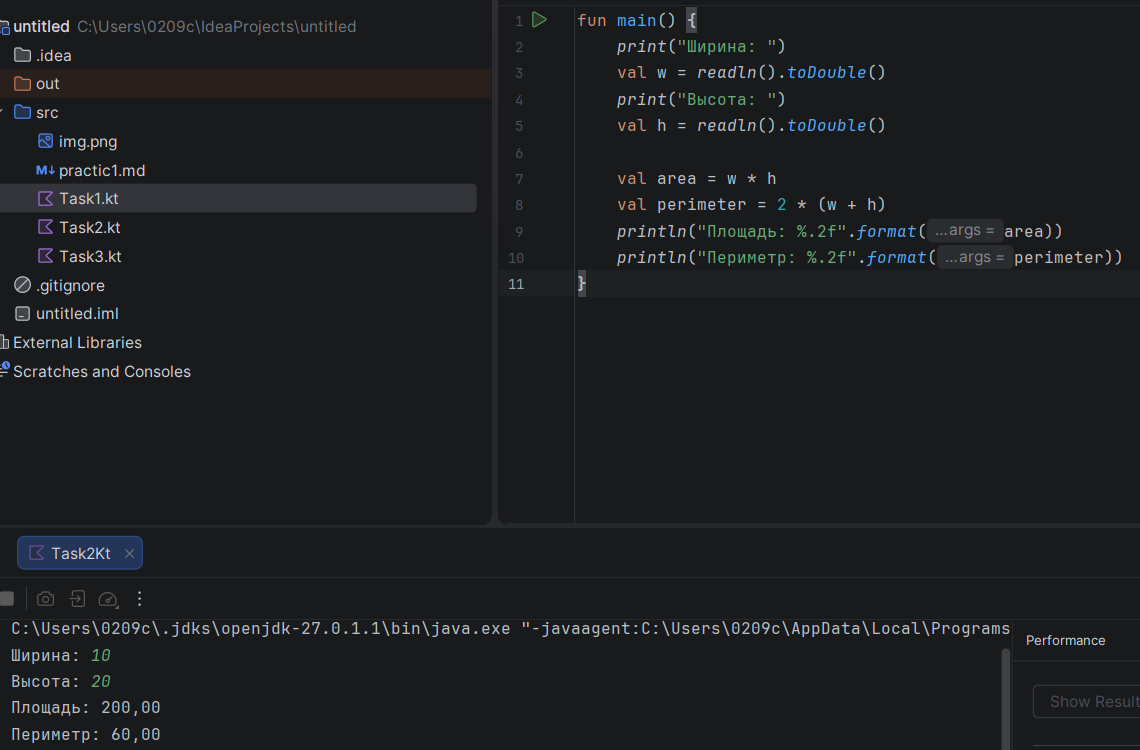 untitled C:\Users\0209c\IdeaProjects\untitled
.idea
out
src
img.png
M↓ practic1.md
Task1.kt
Task2.kt
Task3.kt
.gitignore
untitled.iml
External Libraries
Scratches and Consoles
1 fun main() {
2 print("Ширина: ")
3 val w = readln().toDouble()
4 print("Высота: ")
5 val h = readln().toDouble()
6
7 val area = w * h
8 val perimeter = 2 * (w + h)
9 println("Площадь: %.2f".format( ...args = area))
10 println("Периметр: %.2f".format( ...args = perimeter))
11 }
Task2Kt
C:\Users\0209c\.jdks\openjdk-27.0.1.1\bin\java.exe "-javaagent:C:\Users\0209c\AppData\Local\Programs
Ширина: 10
Высота: 20
Площадь: 200,00
Периметр: 60,00
Performance
Show Result